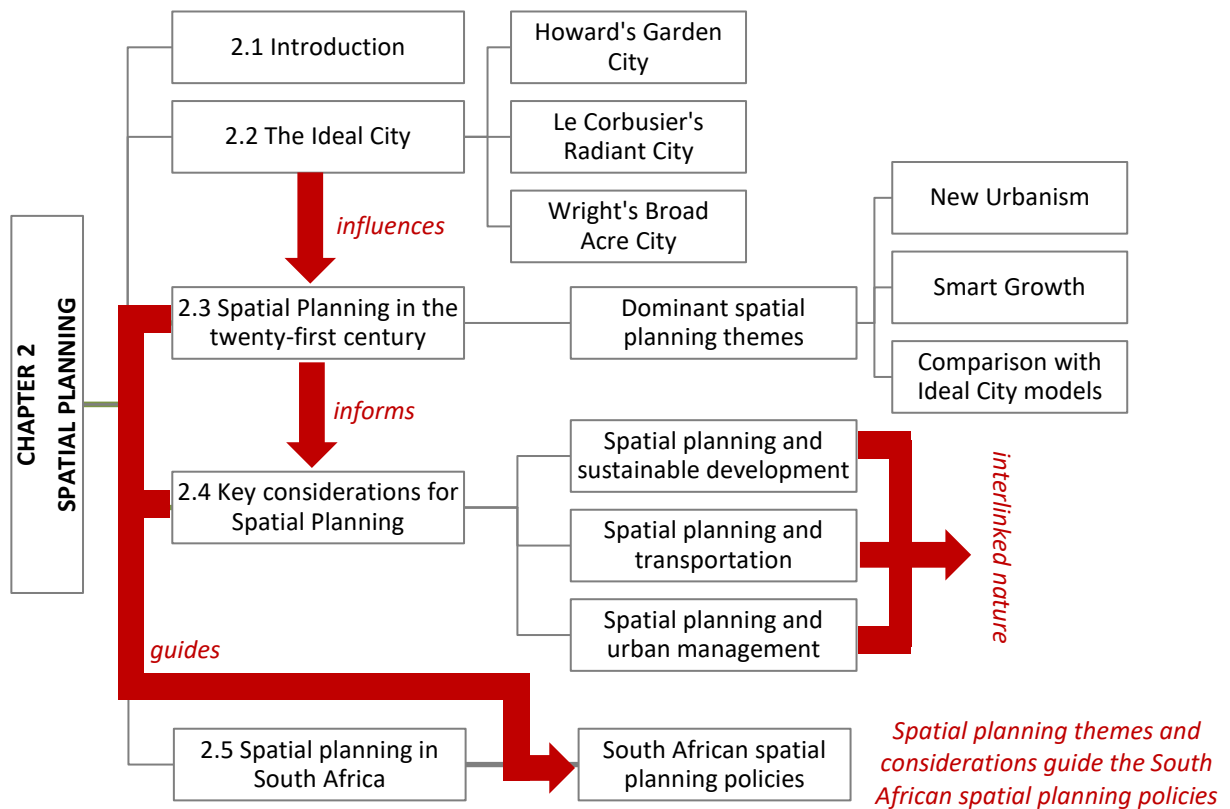 CHAPTER 2
SPATIAL PLANNING
2.1 Introduction
2.2 The Ideal City
Howard's Garden
City
Le Corbusier's
Radiant City
Wright's Broad
Acre City
influences
2.3 Spatial Planning in the
twenty-first century
Dominant spatial
planning themes
New Urbanism
Smart Growth
Comparison with
Ideal City models
informs
2.4 Key considerations for
Spatial Planning
Spatial planning and
sustainable development
Spatial planning and
transportation
Spatial planning and
urban management
interlinked nature
guides
2.5 Spatial planning in
South Africa
South African spatial
planning policies
Spatial planning themes and
considerations guide the South
African spatial planning policies